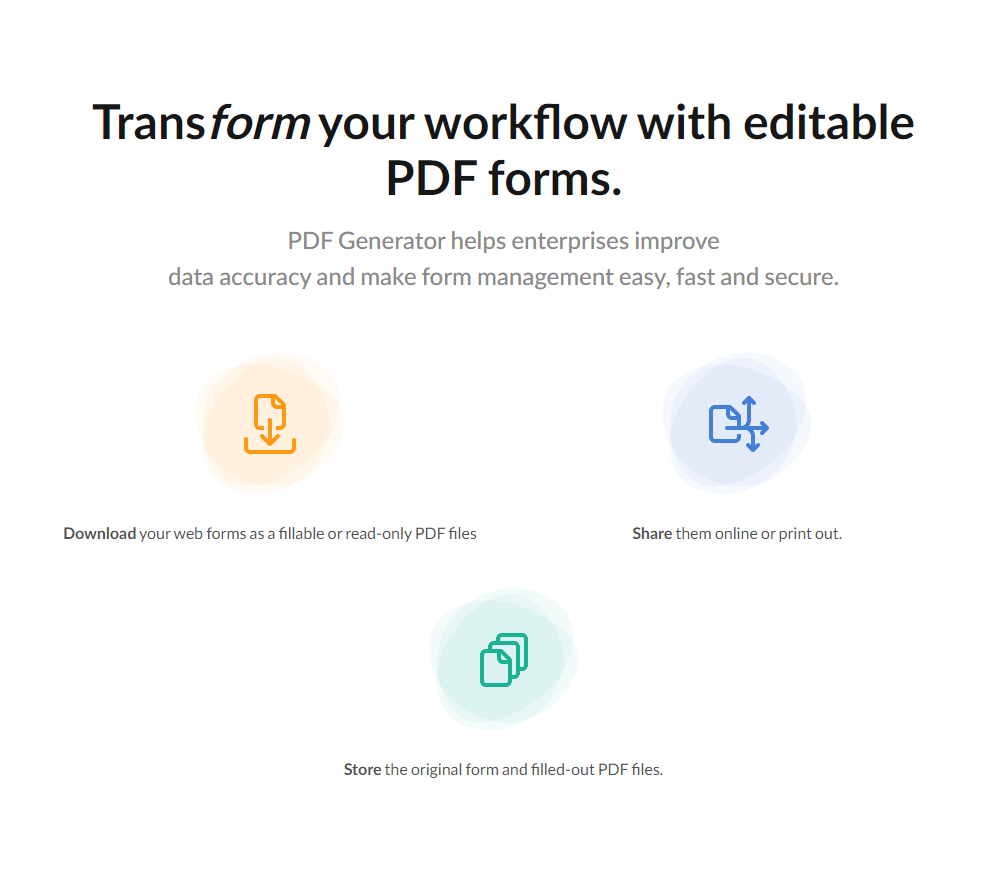 Transform your workflow with editable
PDF forms.
PDF Generator helps enterprises improve
data accuracy and make form management easy, fast and secure.
Download your web forms as a fillable or read-only PDF files
Share them online or print out.
Store the original form and filled-out PDF files.